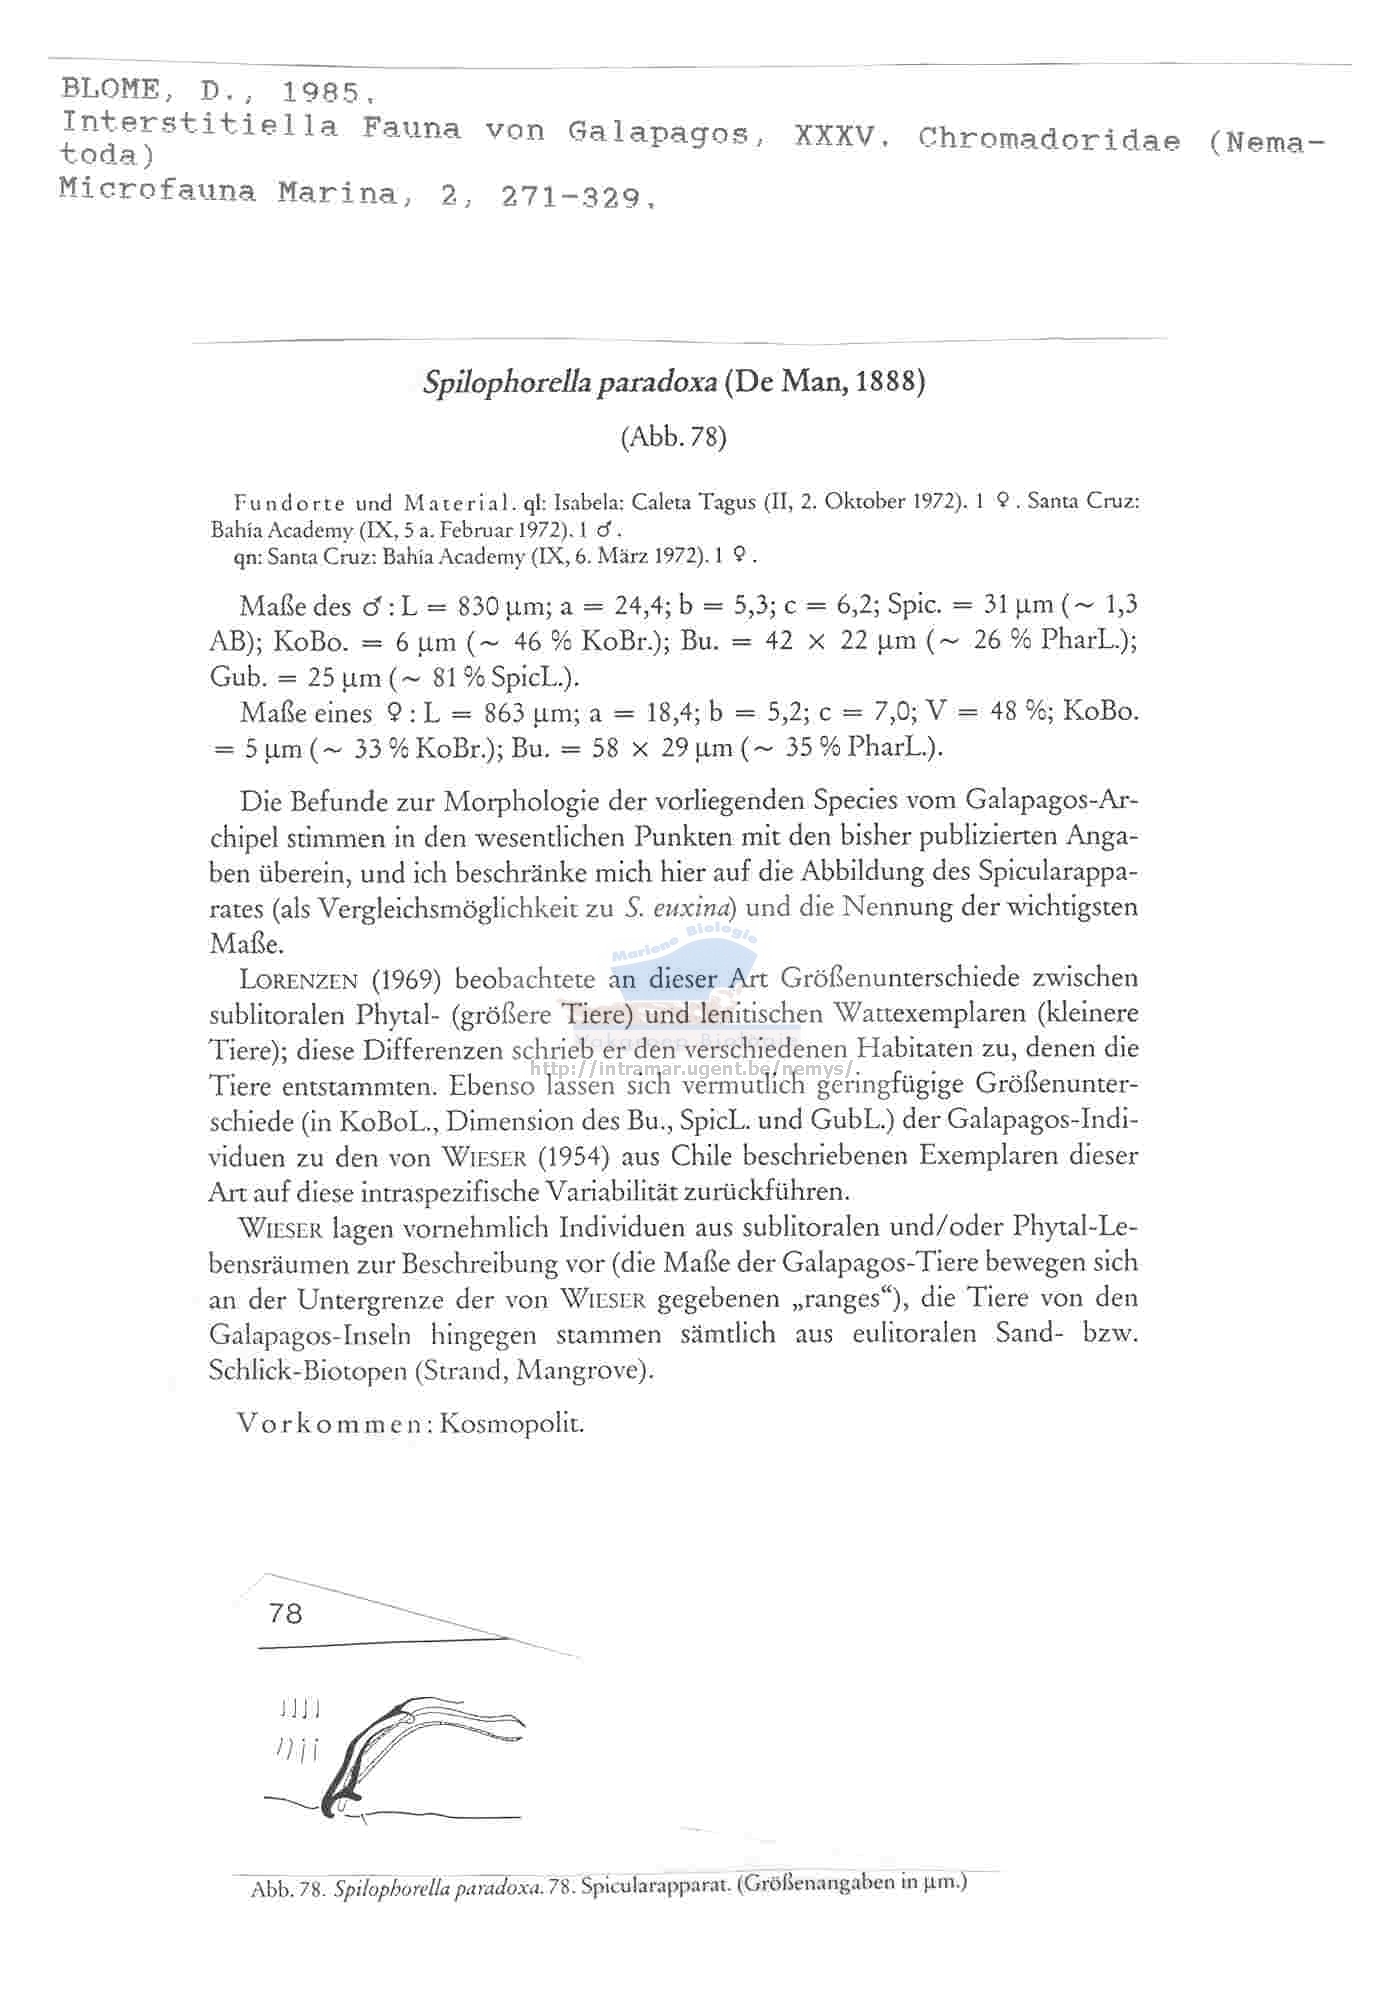 BLOME, D., 1985.
Interstitiella Fauna von Galapagos, XXXV. Chromadoridae (Nema-
toda)
Microfauna Marina, 2, 271-329.
Spilophorella paradoxa (De Man, 1888)
(Abb. 78)
Fundorte und Material. ql: Isabela: Caleta Tagus (II, 2. Oktober 1972). 1 ♀. Santa Cruz:
Bahía Academy (IX, 5 a. Februar 1972). 1 ♂.
qn: Santa Cruz: Bahía Academy (IX, 6. März 1972). 1 ♀.
Maße des ♂: L = 830 µm; a = 24,4; b = 5,3; c = 6,2; Spic. = 31 µm (~ 1,3
AB); KoBo. = 6 µm (~ 46 % KoBr.); Bu. = 42 × 22 µm (~ 26 % PharL.);
Gub. = 25 µm (~ 81 % SpicL.).
Maße eines ♀: L = 863 µm; a = 18,4; b = 5,2; c = 7,0; V = 48 %; KoBo.
= 5 µm (~ 33 % KoBr.); Bu. = 58 × 29 µm (~ 35 % PharL.).
Die Befunde zur Morphologie der vorliegenden Species vom Galapagos-Ar-
chipel stimmen in den wesentlichen Punkten mit den bisher publizierten Anga-
ben überein, und ich beschränke mich hier auf die Abbildung des Spicularappa-
rates (als Vergleichsmöglichkeit zu S. euxina) und die Nennung der wichtigsten
Maße.
Mariene Biologie
LORENZEN (1969) beobachtete an dieser Art Größenunterschiede zwischen
sublitoralen Phytal- (größere Tiere) und lenitischen Wattexemplaren (kleinere
Tiere); diese Differenzen schrieb er den verschiedenen Habitaten zu, denen die
http://intramar.ugent.be/nemys/
Tiere entstammten. Ebenso lassen sich vermutlich geringfügige Größenunter-
schiede (in KoBoL., Dimension des Bu., SpicL. und GubL.) der Galapagos-Indi-
viduen zu den von WIESER (1954) aus Chile beschriebenen Exemplaren dieser
Art auf diese intraspezifische Variabilität zurückführen.
WIESER lagen vornehmlich Individuen aus sublitoralen und/oder Phytal-Le-
bensräumen zur Beschreibung vor (die Maße der Galapagos-Tiere bewegen sich
an der Untergrenze der von WIESER gegebenen „ranges“), die Tiere von den
Galapagos-Inseln hingegen stammen sämtlich aus eulitoralen Sand- bzw.
Schlick-Biotopen (Strand, Mangrove).
Vorkommen: Kosmopolit.
78
Abb. 78. Spilophorella paradoxa. 78. Spicularapparat. (Größenangaben in µm.)